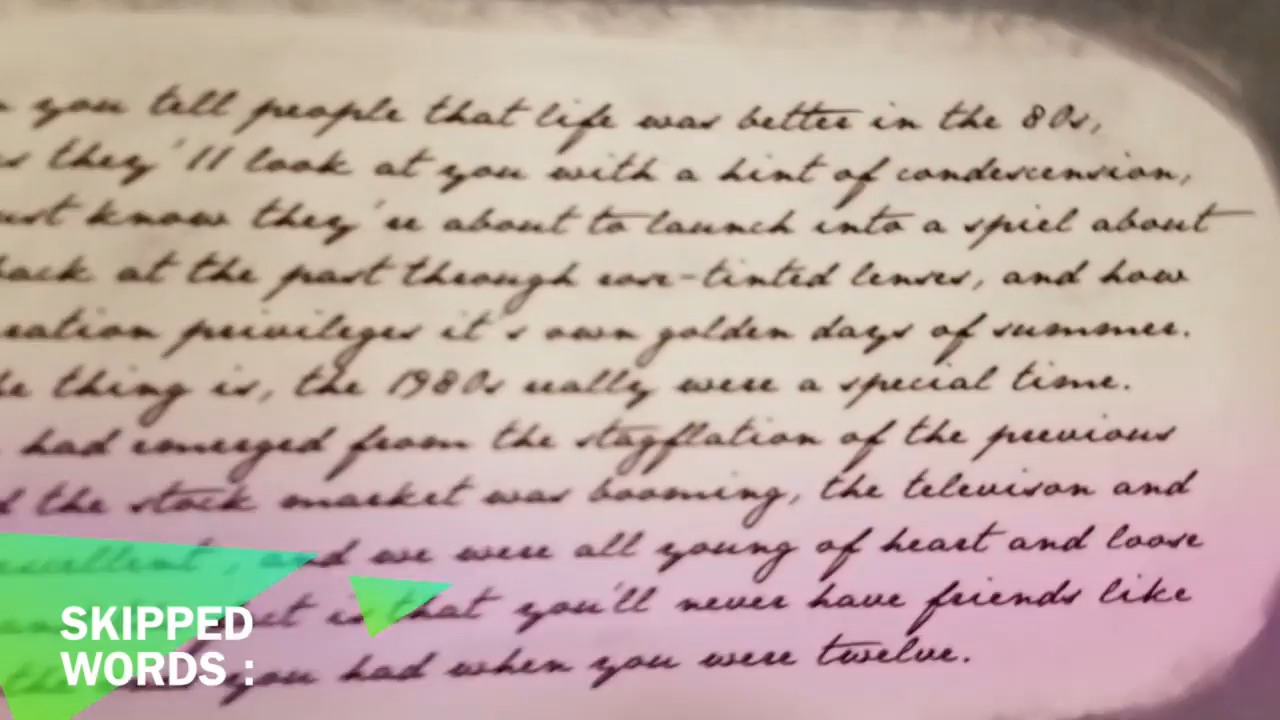 you tell people that life was better in the 80s,
they'll look at you with a hint of condescension,
know they're about to launch into a spiel about
at the past through rose-tinted lenses, and how
privileges it's own golden days of summer.
thing is, the 1980s really were a special time.
had emerged from the stagflation of the previous
the stock market was booming, the televison and
and we were all young of heart and loose
is that you'll never have friends like
you had when you were twelve.
SKIPPED
WORDS :